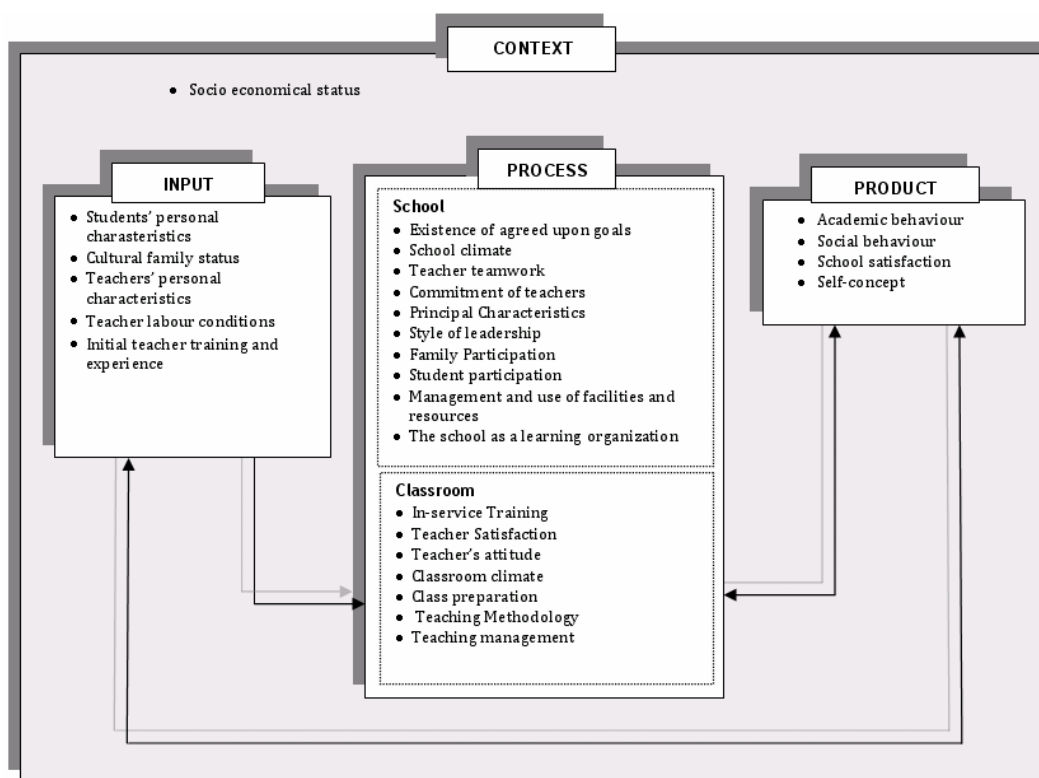 CONTEXT
● Socio economical status
INPUT
● Students' personal
charasteristics
● Cultural family status
● Teachers' personal
characteristics
● Teacher labour conditions
● Initial teacher training and
experience
PROCESS
School
● Existence of agreed upon goals
● School climate
● Teacher teamwork
● Commitment of teachers
● Principal Characteristics
● Style of leadership
● Family Participation
● Student participation
● Management and use of facilities and
resources
● The school as a learning organization
Classroom
● In-service Training
● Teacher Satisfaction
● Teacher's attitude
● Classroom climate
● Class preparation
● Teaching Methodology
● Teaching management
PRODUCT
● Academic behaviour
● Social behaviour
● School satisfaction
● Self-concept